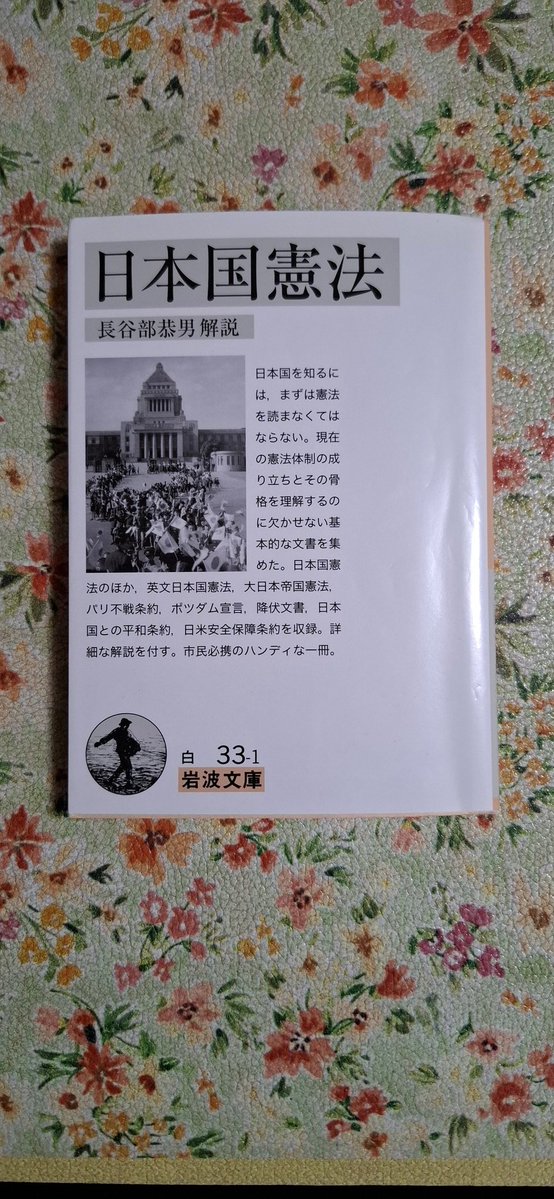 日本国憲法
長谷部恭男解説
日本国を知るに
は，まずは憲法
を読まなくては
ならない。現在
の憲法体制の成
り立ちとその骨
格を理解するの
に欠かせない基
本的な文書を集
めた。日本国憲
法のほか，英文日本国憲法，大日本帝国憲法，
パリ不戦条約，ポツダム宣言，降伏文書，日本
国との平和条約，日米安全保障条約を収録。詳
細な解説を付す。市民必携のハンディな一冊。
白 33-1
岩波文庫